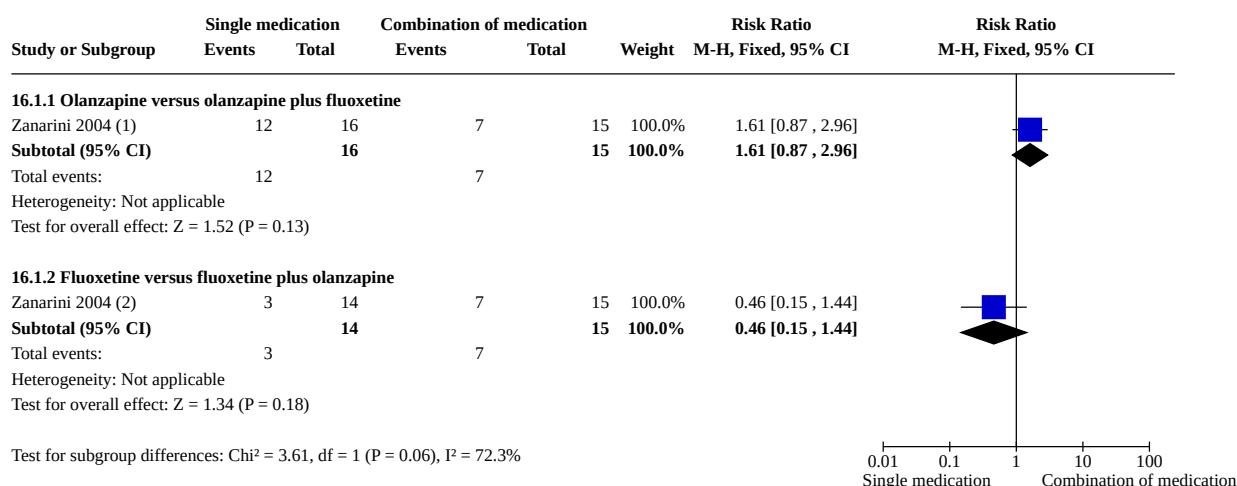 Single medication Combination of medication Risk Ratio Risk Ratio
Study or Subgroup Events Total Events Total Weight M-H, Fixed, 95% CI M-H, Fixed, 95% CI
16.1.1 Olanzapine versus olanzapine plus fluoxetine
Zanarini 2004 (1) 12 16 7 15 100.0% 1.61 [0.87 , 2.96]
Subtotal (95% CI) 16 15 100.0% 1.61 [0.87 , 2.96]
Total events: 12 7
Heterogeneity: Not applicable
Test for overall effect: Z = 1.52 (P = 0.13)
16.1.2 Fluoxetine versus fluoxetine plus olanzapine
Zanarini 2004 (2) 3 14 7 15 100.0% 0.46 [0.15 , 1.44]
Subtotal (95% CI) 14 15 100.0% 0.46 [0.15 , 1.44]
Total events: 3 7
Heterogeneity: Not applicable
Test for overall effect: Z = 1.34 (P = 0.18)
Test for subgroup differences: Chi² = 3.61, df = 1 (P = 0.06), I² = 72.3%
0.01 0.1 1 10 100
Single medication Combination of medication